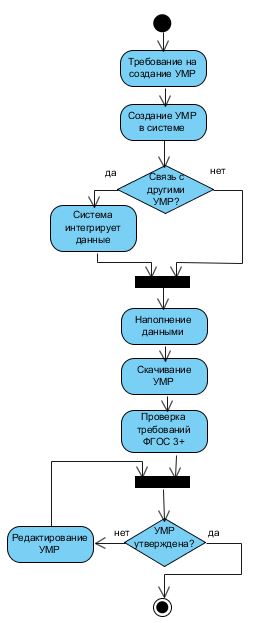 Требование на
создание УМР
Создание УМР
в системе
да
Связь с
другими
УМР?
нет
Система
интегрирует
данные
Наполнение
данными
Скачивание
УМР
Проверка
требований
ФГОС 3+
Редактирование
УМР
нет
УМР
утверждена?
да